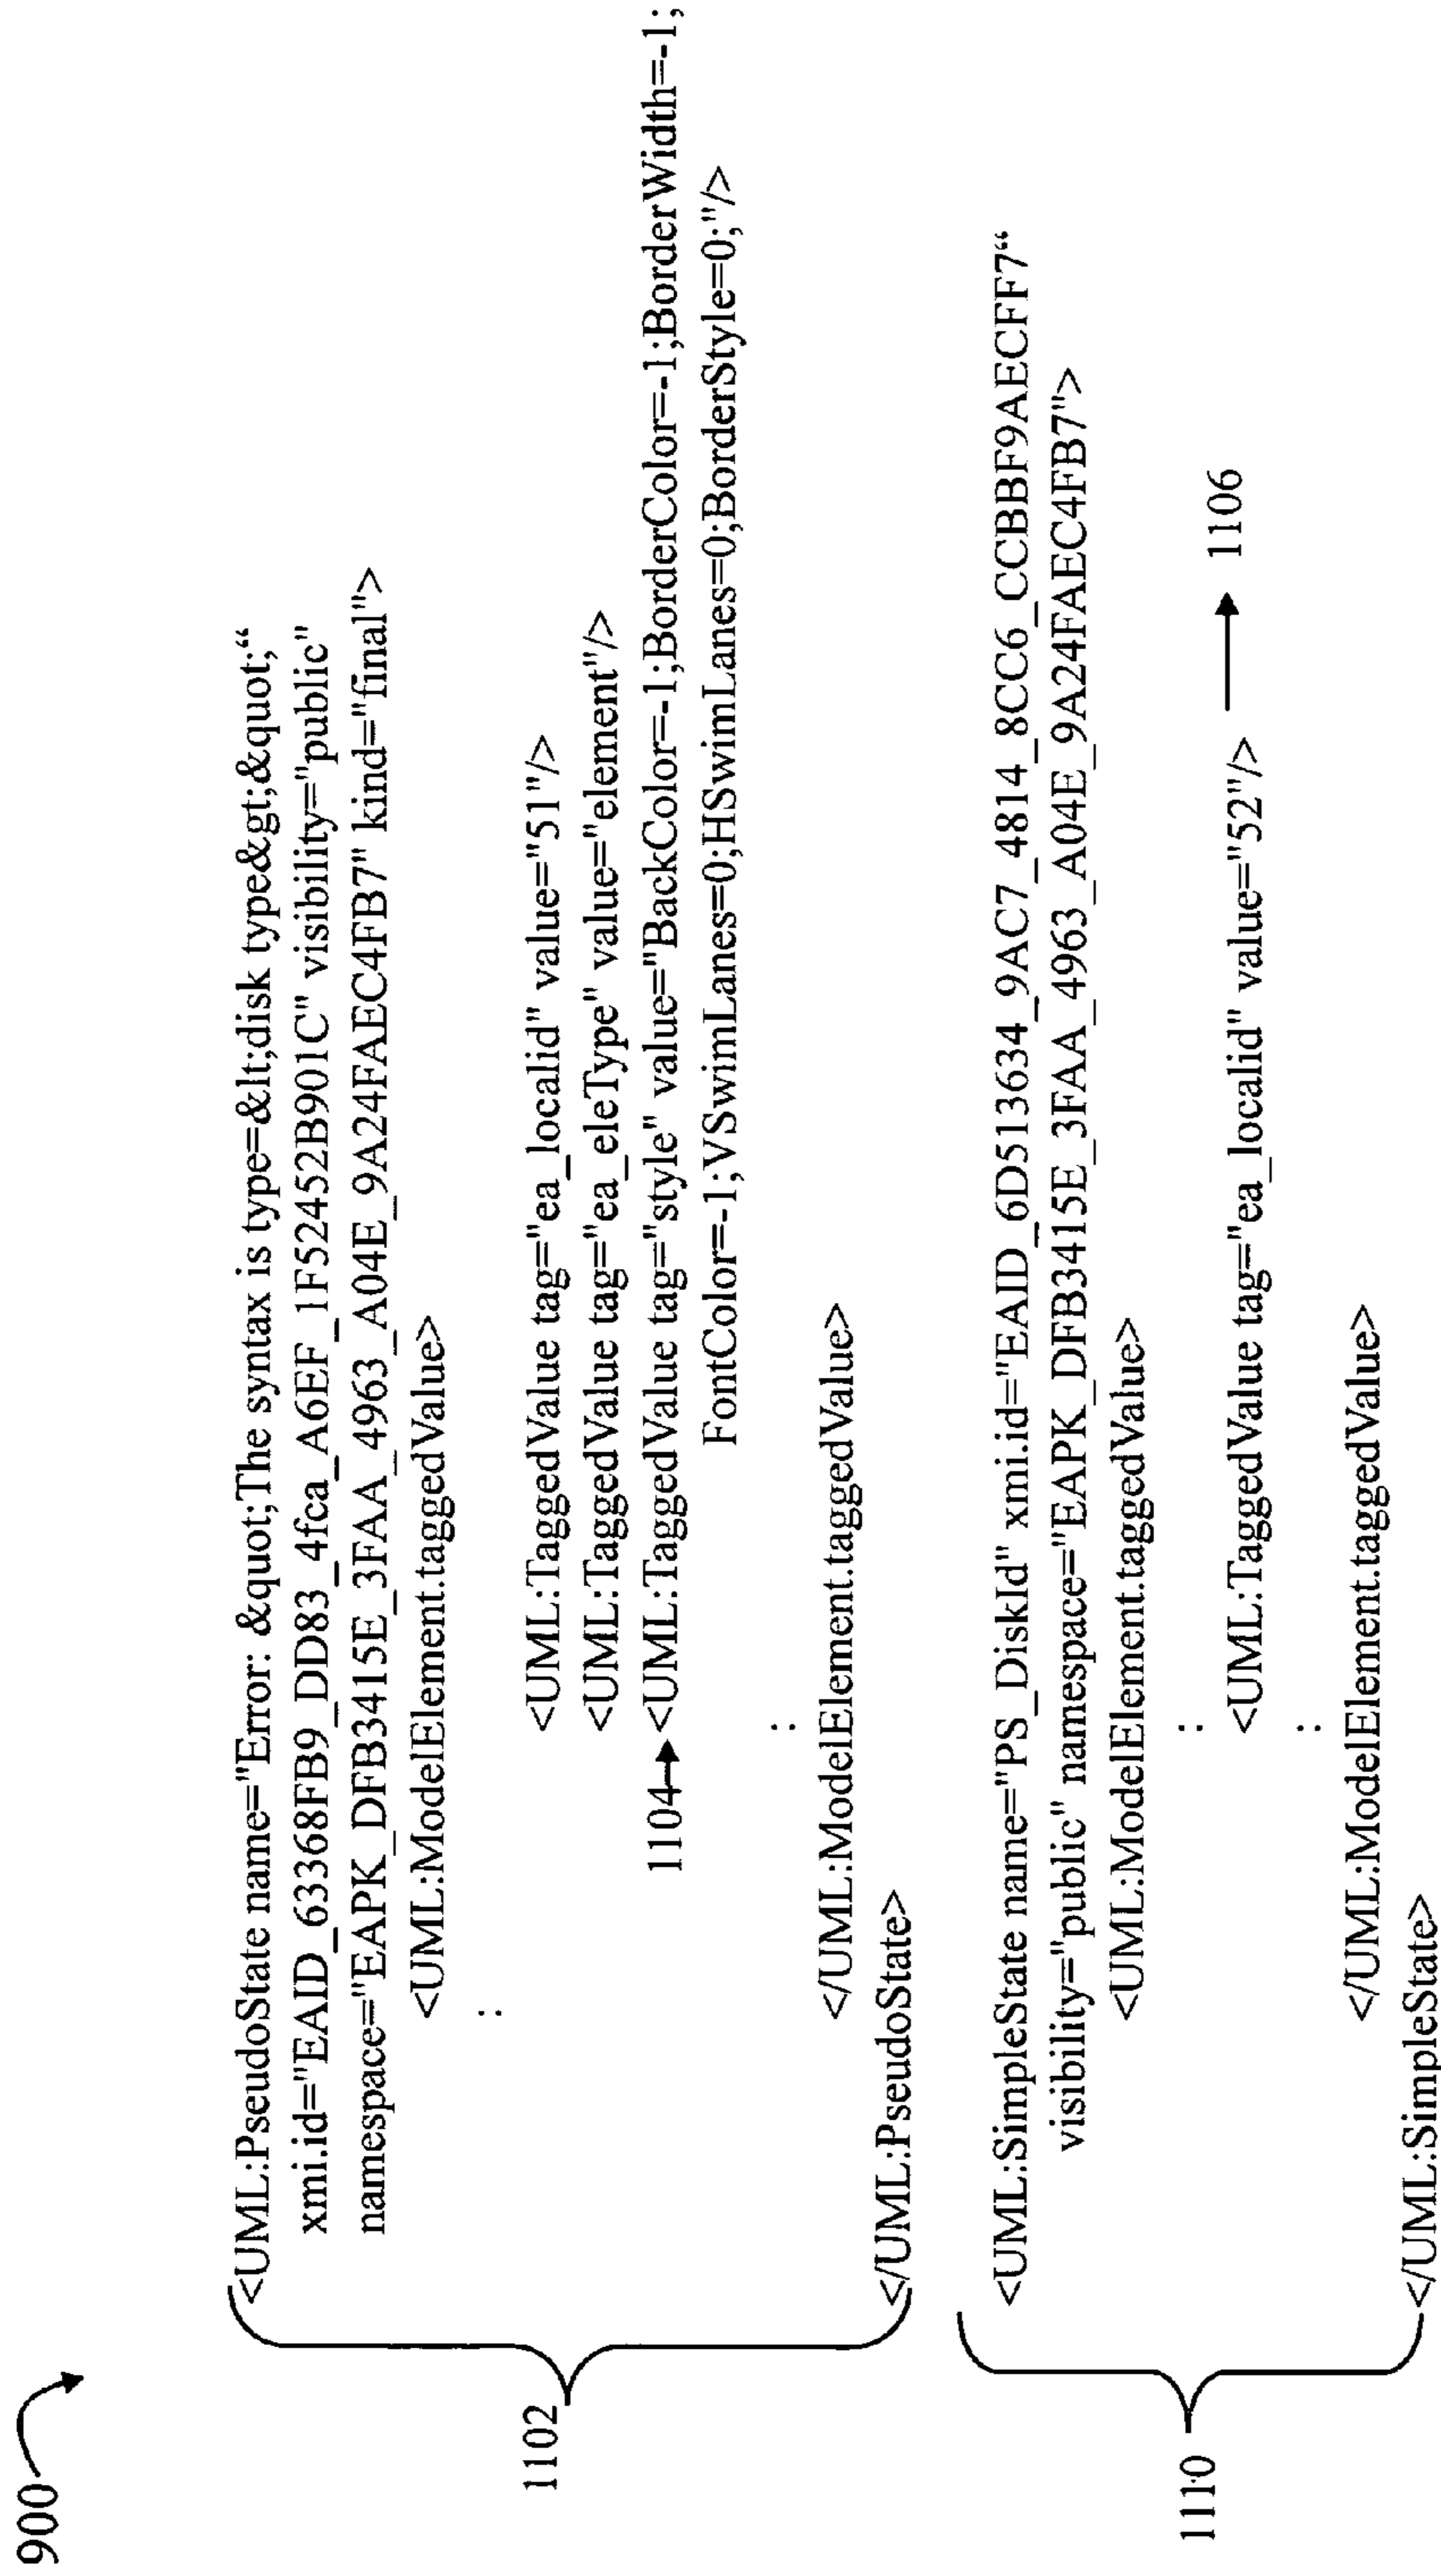 900
<UML:PseudoState name="Error: &quot;The syntax is type=&lt;disk type&gt;&quot;“
xmi.id="EAID_63368FB9_DD83_4fca_A6EF_1F52452B901C" visibility="public"
namespace="EAPK_DFB3415E_3FAA_4963_A04E_9A24FAEC4FB7" kind="final">
<UML:ModelElement.taggedValue>
:
<UML:TaggedValue tag="ea_localid" value="51"/>
1102
<UML:TaggedValue tag="ea_eleType" value="element"/>
1104 <UML:TaggedValue tag="style" value="BackColor=-1;BorderColor=-1;BorderWidth=-1;
FontColor=-1;VSwimLanes=0;HSwimLanes=0;BorderStyle=0;"/>
:
</UML:ModelElement.taggedValue>
</UML:PseudoState>
<UML:SimpleState name="PS_DiskId" xmi.id="EAID_6D513634_9AC7_4814_8CC6_CCBBF9AECFF7“
visibility="public" namespace="EAPK_DFB3415E_3FAA_4963_A04E_9A24FAEC4FB7">
<UML:ModelElement.taggedValue>
1110
:
<UML:TaggedValue tag="ea_localid" value="52"/> 1106
:
</UML:ModelElement.taggedValue>
</UML:SimpleState>